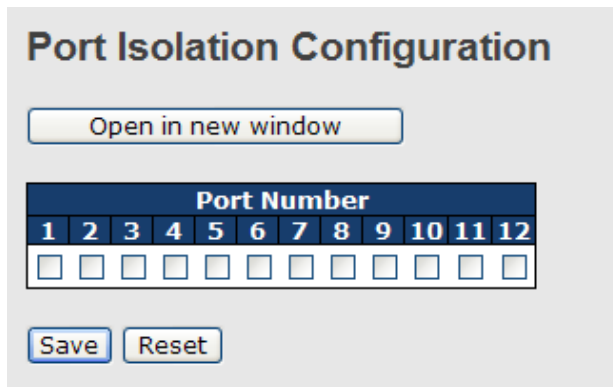 Port Isolation Configuration
Open in new window
Port Number
1 2 3 4 5 6 7 8 9 10 11 12
Save Reset